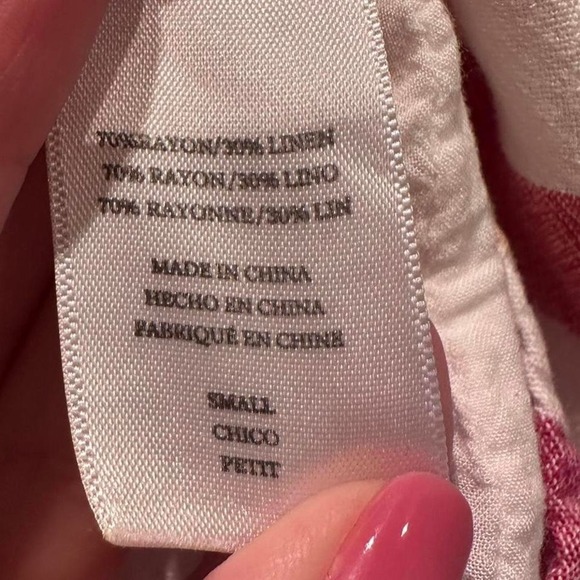 70%RAYON/30% LINEN
70% RAYON/30% LINO
70% RAYONNE/30% LIN
MADE IN CHINA
HECHO EN CHINA
FABRIQUÉ EN CHINE
SMALL
CHICO
PETIT